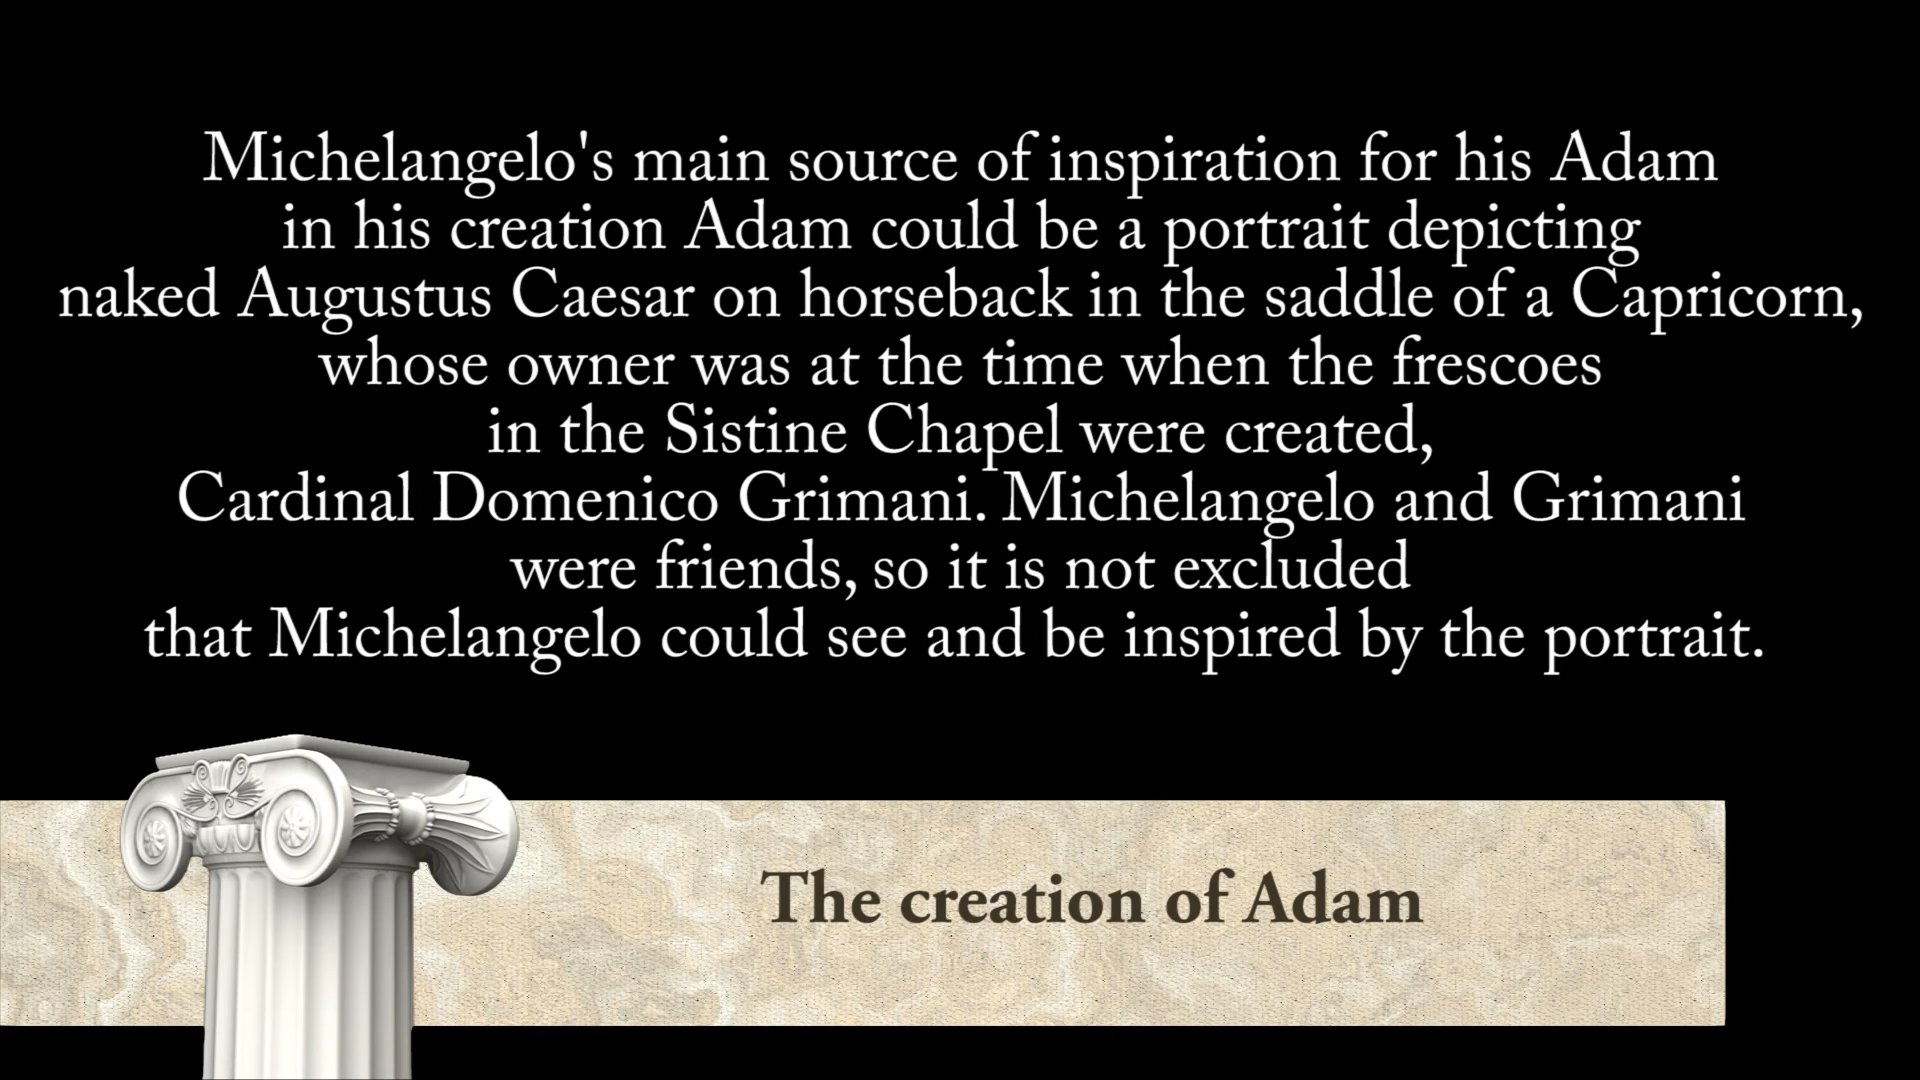 Michelangelo's main source of inspiration for his Adam
in his creation Adam could be a portrait depicting
naked Augustus Caesar on horseback in the saddle of a Capricorn,
whose owner was at the time when the frescoes
in the Sistine Chapel were created,
Cardinal Domenico Grimani. Michelangelo and Grimani
were friends, so it is not excluded
that Michelangelo could see and be inspired by the portrait.
The creation of Adam